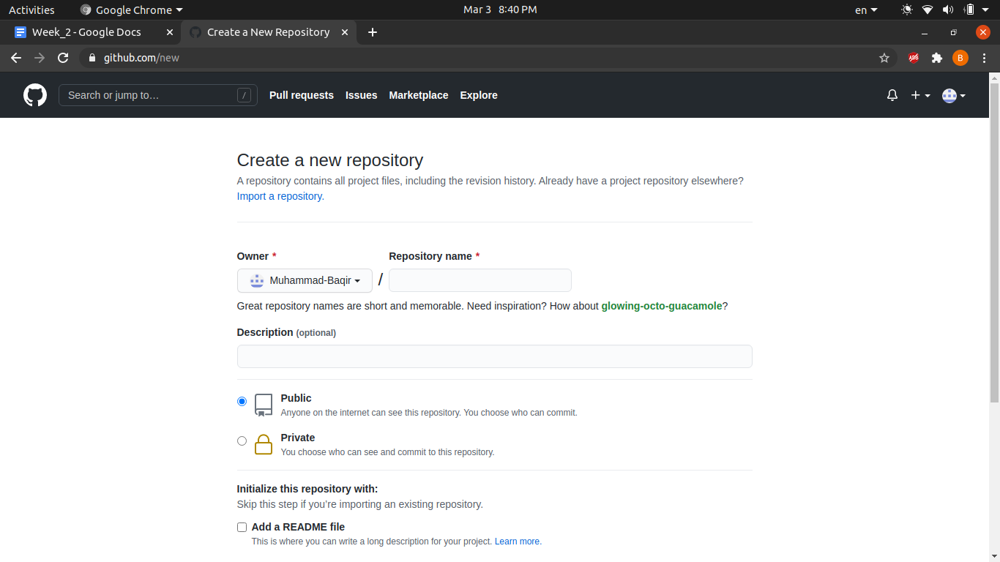 Activities Google Chrome Mar 3 8:40 PM en
Week_2 - Google Docs Create a New Repository
github.com/new ADS B
Search or jump to… / Pull requests Issues Marketplace Explore
Create a new repository
A repository contains all project files, including the revision history. Already have a project repository elsewhere?
Import a repository.
Owner * Repository name *
Muhammad-Baqir /
Great repository names are short and memorable. Need inspiration? How about glowing-octo-guacamole?
Description (optional)
Public
Anyone on the internet can see this repository. You choose who can commit.
Private
You choose who can see and commit to this repository.
Initialize this repository with:
Skip this step if you’re importing an existing repository.
Add a README file
This is where you can write a long description for your project. Learn more.